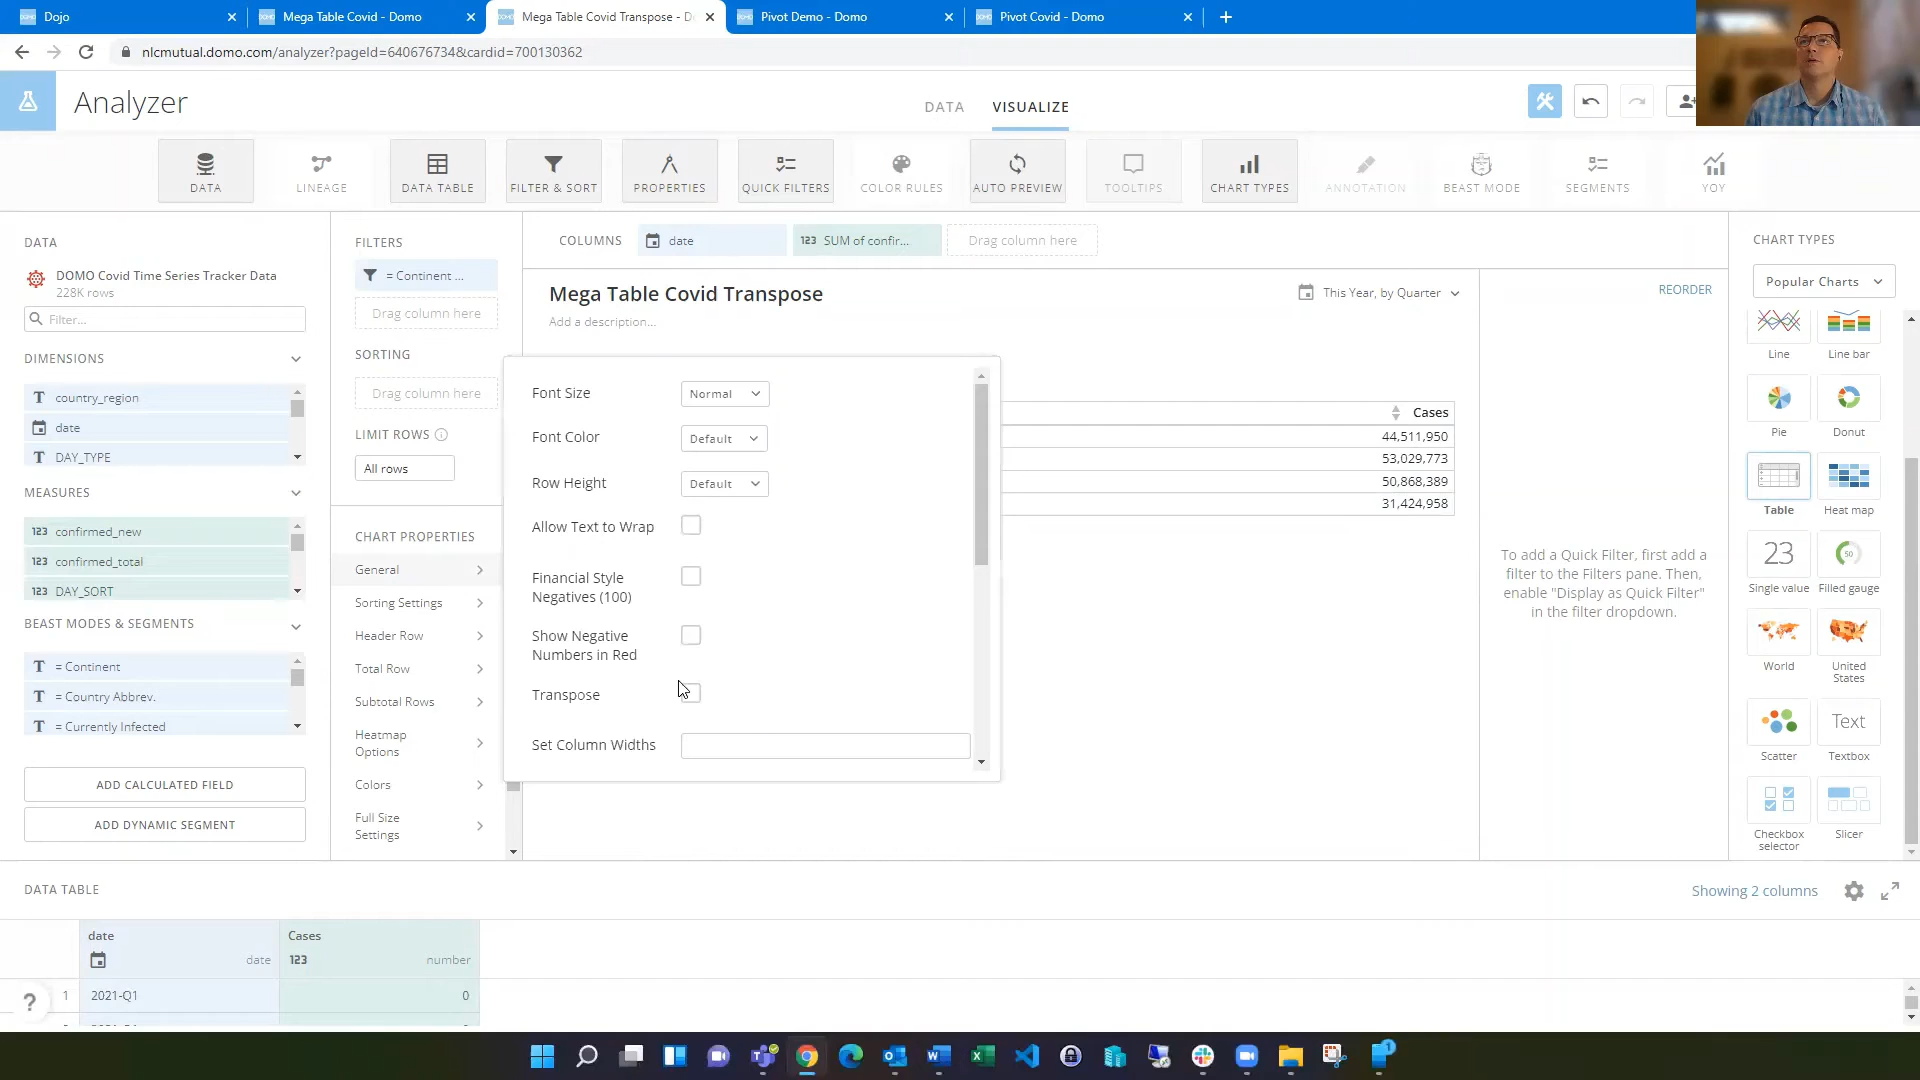 Dojo
Mega Table Covid - Domo
Mega Table Covid Transpose - D
Pivot Demo - Domo
Pivot Covid - Domo
nlcmutual.domo.com/analyzer?pageId=640676734&cardid=700130362
Analyzer
DATA
VISUALIZE
DATA
LINEAGE
DATA TABLE
FILTER & SORT
PROPERTIES
QUICK FILTERS
COLOR RULES
AUTO PREVIEW
TOOLTIPS
CHART TYPES
ANNOTATION
BEAST MODE
SEGMENTS
YOY
DATA
DOMO Covid Time Series Tracker Data
228K rows
Filter...
DIMENSIONS
T country_region
date
T DAY_TYPE
MEASURES
123 confirmed_new
123 confirmed_total
123 DAY_SORT
BEAST MODES & SEGMENTS
T = Continent
T = Country Abbrev.
T = Currently Infected
ADD CALCULATED FIELD
ADD DYNAMIC SEGMENT
FILTERS
= Continent ...
Drag column here
SORTING
Drag column here
LIMIT ROWS
All rows
CHART PROPERTIES
General
Sorting Settings
Header Row
Total Row
Subtotal Rows
Heatmap
Options
Colors
Full Size
Settings
COLUMNS
date
123 SUM of confir...
Drag column here
Mega Table Covid Transpose
Add a description...
This Year, by Quarter
Font Size
Normal
Font Color
Default
Row Height
Default
Allow Text to Wrap
Financial Style
Negatives (100)
Show Negative
Numbers in Red
Transpose
Set Column Widths
Cases
44,511,950
53,029,773
50,868,389
31,424,958
REORDER
To add a Quick Filter, first add a
filter to the Filters pane. Then,
enable "Display as Quick Filter"
in the filter dropdown.
CHART TYPES
Popular Charts
Line
Line bar
Pie
Donut
Table
Heat map
23
50
Single value
Filled gauge
World
United
States
Text
Scatter
Textbox
Checkbox
selector
Slicer
DATA TABLE
Showing 2 columns
date
date
Cases
123
number
1
2021-Q1
0
?
1